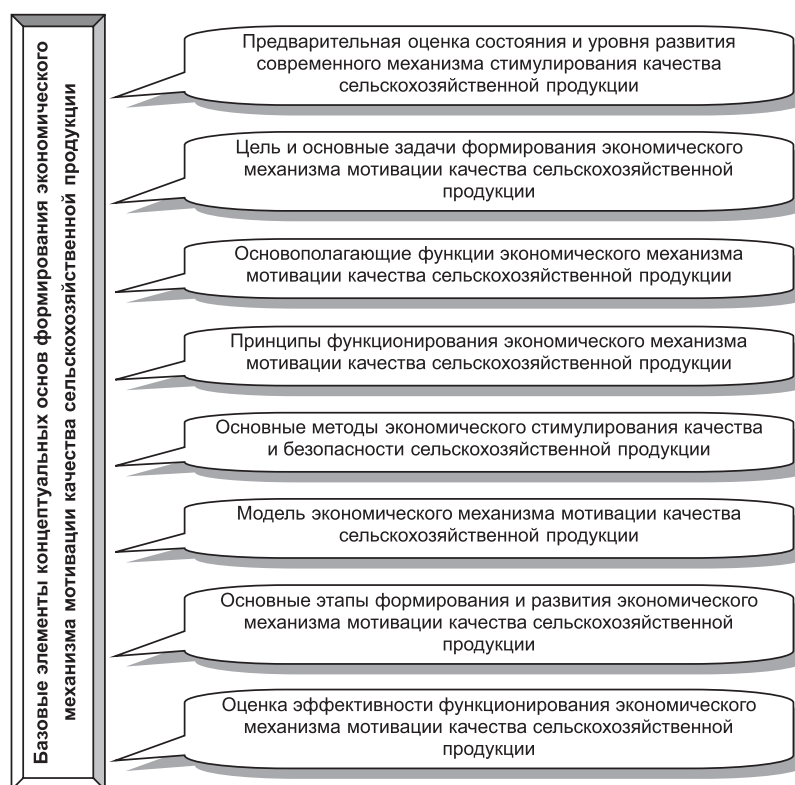 Базовые элементы концептуальных основ формирования экономического
механизма мотивации качества сельскохозяйственной продукции
Предварительная оценка состояния и уровня развития
современного механизма стимулирования качества
сельскохозяйственной продукции
Цель и основные задачи формирования экономического
механизма мотивации качества сельскохозяйственной
продукции
Основополагающие функции экономического механизма
мотивации качества сельскохозяйственной продукции
Принципы функционирования экономического механизма
мотивации качества сельскохозяйственной продукции
Основные методы экономического стимулирования качества
и безопасности сельскохозяйственной продукции
Модель экономического механизма мотивации качества
сельскохозяйственной продукции
Основные этапы формирования и развития экономического
механизма мотивации качества сельскохозяйственной
продукции
Оценка эффективности функционирования экономического
механизма мотивации качества сельскохозяйственной
продукции